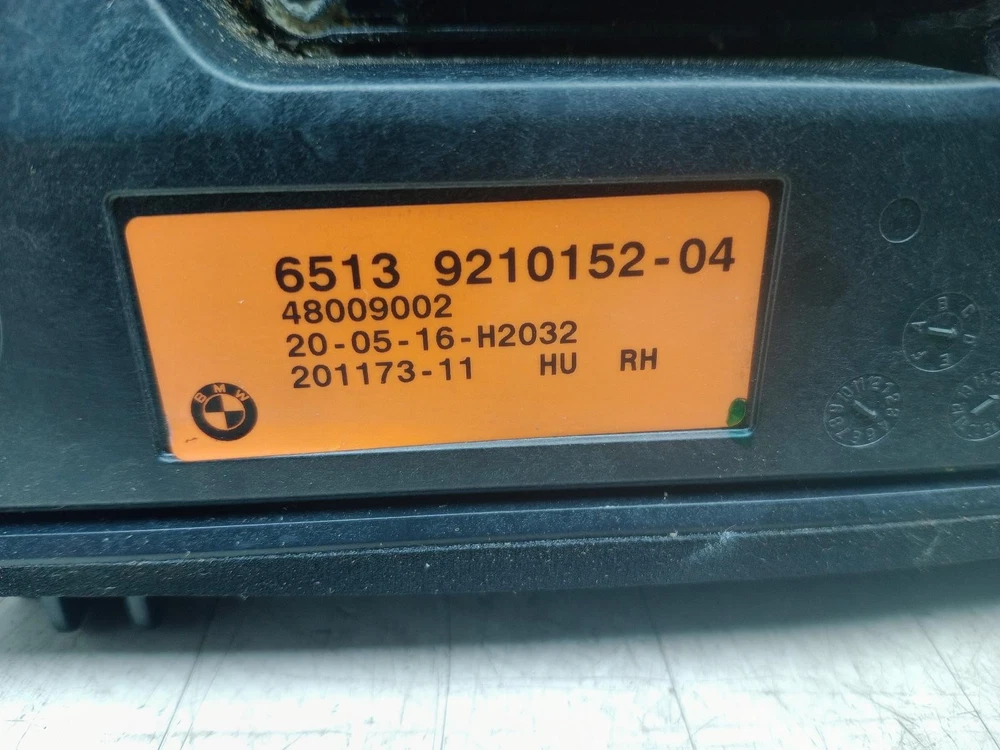 6513 9210152-04
48009002
20-05-16-H2032
201173-11 HU RH
BMW